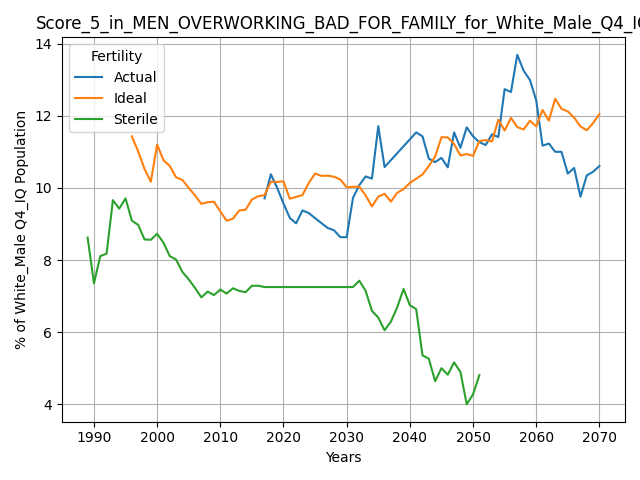 Score_5_in_MEN_OVERWORKING_BAD_FOR_FAMILY_for_White_Male_Q4_IQ
Fertility
Actual
Ideal
Sterile
% of White_Male Q4_IQ Population
14
12
10
8
6
4
1990 2000 2010 2020 2030 2040 2050 2060 2070
Years